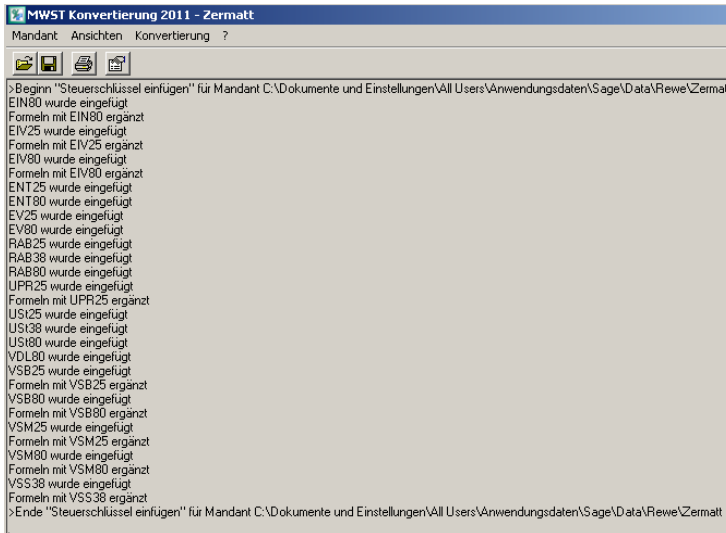 MWST Konvertierung 2011 - Zermatt
Mandant Ansichten Konvertierung ?
>Beginn "Steuerschlüssel einfügen" für Mandant C:\Dokumente und Einstellungen\All Users\Anwendungsdaten\Sage\Data\Rewe\Zermat
EIN80 wurde eingefügt
Formeln mit EIN80 ergänzt
EIV25 wurde eingefügt
Formeln mit EIV25 ergänzt
EIV80 wurde eingefügt
Formeln mit EIV80 ergänzt
ENT25 wurde eingefügt
ENT80 wurde eingefügt
EV25 wurde eingefügt
EV80 wurde eingefügt
RAB25 wurde eingefügt
RAB38 wurde eingefügt
RAB80 wurde eingefügt
UPR25 wurde eingefügt
Formeln mit UPR25 ergänzt
USt25 wurde eingefügt
USt38 wurde eingefügt
USt80 wurde eingefügt
VDL80 wurde eingefügt
VSB25 wurde eingefügt
Formeln mit VSB25 ergänzt
VSB80 wurde eingefügt
Formeln mit VSB80 ergänzt
VSM25 wurde eingefügt
Formeln mit VSM25 ergänzt
VSM80 wurde eingefügt
Formeln mit VSM80 ergänzt
VSS38 wurde eingefügt
Formeln mit VSS38 ergänzt
>Ende "Steuerschlüssel einfügen" für Mandant C:\Dokumente und Einstellungen\All Users\Anwendungsdaten\Sage\Data\Rewe\Zermatt